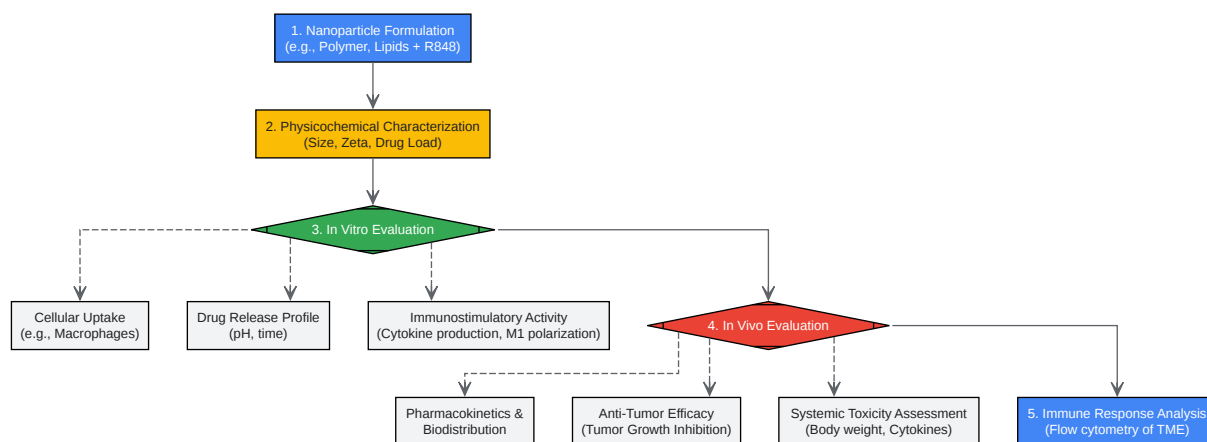 1. Nanoparticle Formulation
(e.g., Polymer, Lipids + R848)
2. Physicochemical Characterization
(Size, Zeta, Drug Load)
3. In Vitro Evaluation
Cellular Uptake
(e.g., Macrophages)
Drug Release Profile
(pH, time)
Immunostimulatory Activity
(Cytokine production, M1 polarization)
4. In Vivo Evaluation
Pharmacokinetics &
Biodistribution
Anti-Tumor Efficacy
(Tumor Growth Inhibition)
Systemic Toxicity Assessment
(Body weight, Cytokines)
5. Immune Response Analysis
(Flow cytometry of TME)